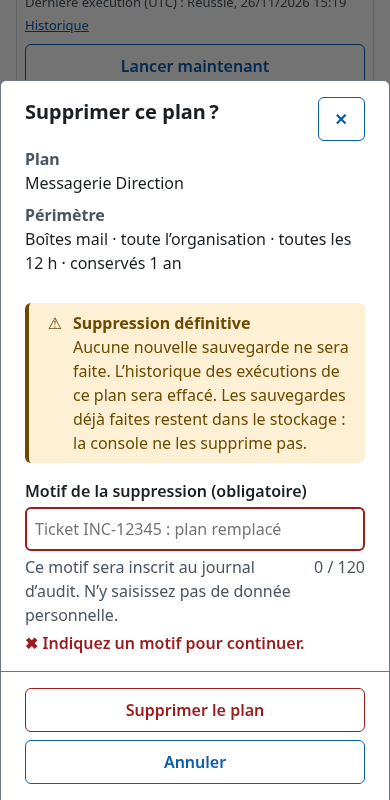 Dernière exécution (UTC) : Réussie, 26/11/2026 15:19
Historique
Lancer maintenant
Supprimer ce plan ?
×
Plan
Messagerie Direction
Périmètre
Boîtes mail · toute l’organisation · toutes les
12 h · conservés 1 an
⚠ Suppression définitive
Aucune nouvelle sauvegarde ne sera
faite. L’historique des exécutions de
ce plan sera effacé. Les sauvegardes
déjà faites restent dans le stockage :
la console ne les supprime pas.
Motif de la suppression (obligatoire)
Ticket INC-12345 : plan remplacé
Ce motif sera inscrit au journal 0 / 120
d’audit. N’y saisissez pas de donnée
personnelle.
✖ Indiquez un motif pour continuer.
Supprimer le plan
Annuler